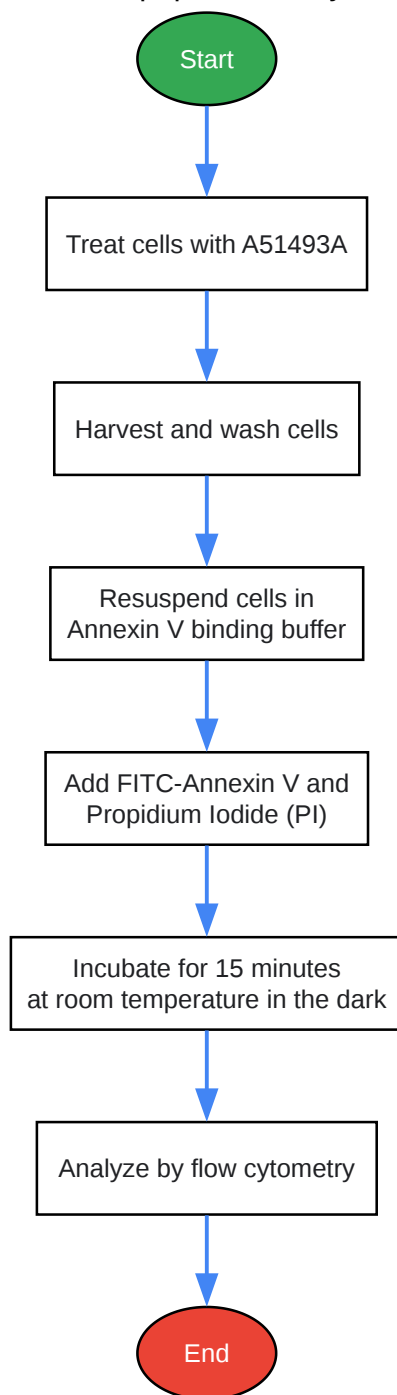 Start
Treat cells with A51493A
Harvest and wash cells
Resuspend cells in
Annexin V binding buffer
Add FITC-Annexin V and
Propidium Iodide (PI)
Incubate for 15 minutes
at room temperature in the dark
Analyze by flow cytometry
End